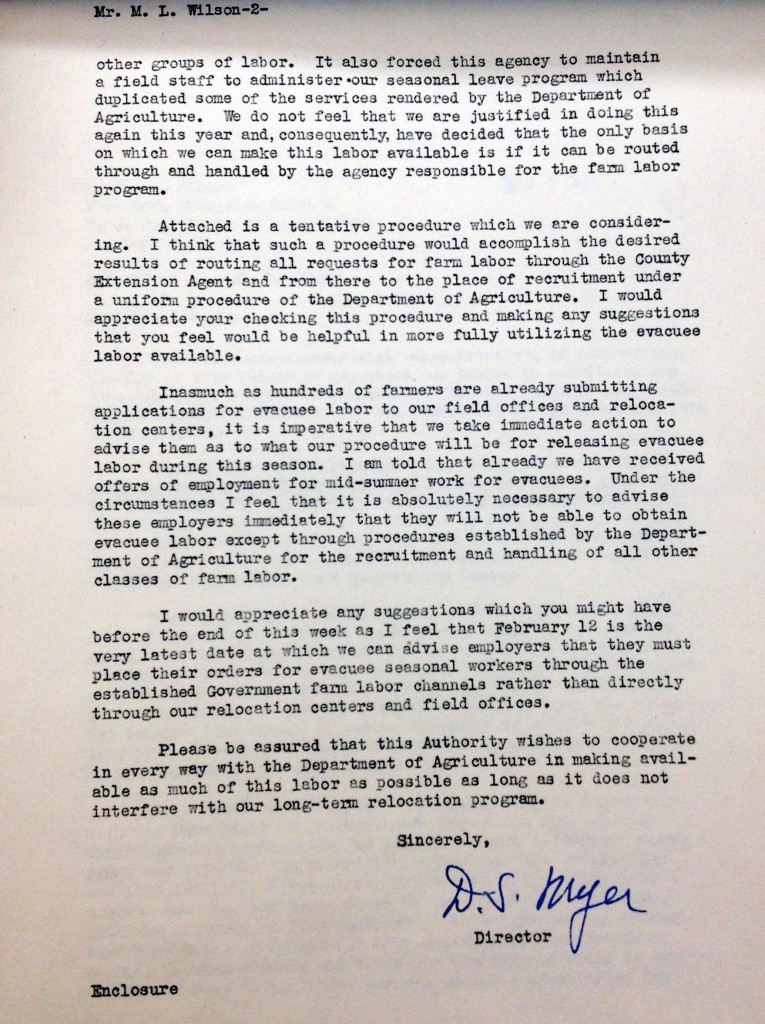 Mr. M. L. Wilson-2-
other groups of labor. It also forced this agency to maintain
a field staff to administer our seasonal leave program which
duplicated some of the services rendered by the Department of
Agriculture. We do not feel that we are justified in doing this
again this year and, consequently, have decided that the only basis
on which we can make this labor available is if it can be routed
through and handled by the agency responsible for the farm labor
program.
Attached is a tentative procedure which we are consider-
ing. I think that such a procedure would accomplish the desired
results of routing all requests for farm labor through the County
Extension Agent and from there to the place of recruitment under
a uniform procedure of the Department of Agriculture. I would
appreciate your checking this procedure and making any suggestions
that you feel would be helpful in more fully utilizing the evacuee
labor available.
Inasmuch as hundreds of farmers are already submitting
applications for evacuee labor to our field offices and reloca-
tion centers, it is imperative that we take immediate action to
advise them as to what our procedure will be for releasing evacuee
labor during this season. I am told that already we have received
offers of employment for mid-summer work for evacuees. Under the
circumstances I feel that it is absolutely necessary to advise
these employers immediately that they will not be able to obtain
evacuee labor except through procedures established by the Depart-
ment of Agriculture for the recruitment and handling of all other
classes of farm labor.
I would appreciate any suggestions which you might have
before the end of this week as I feel that February 12 is the
very latest date at which we can advise employers that they must
place their orders for evacuee seasonal workers through the
established Government farm labor channels rather than directly
through our relocation centers and field offices.
Please be assured that this Authority wishes to cooperate
in every way with the Department of Agriculture in making avail-
able as much of this labor as possible as long as it does not
interfere with our long-term relocation program.
Sincerely,
D. S. Myer
Director
Enclosure